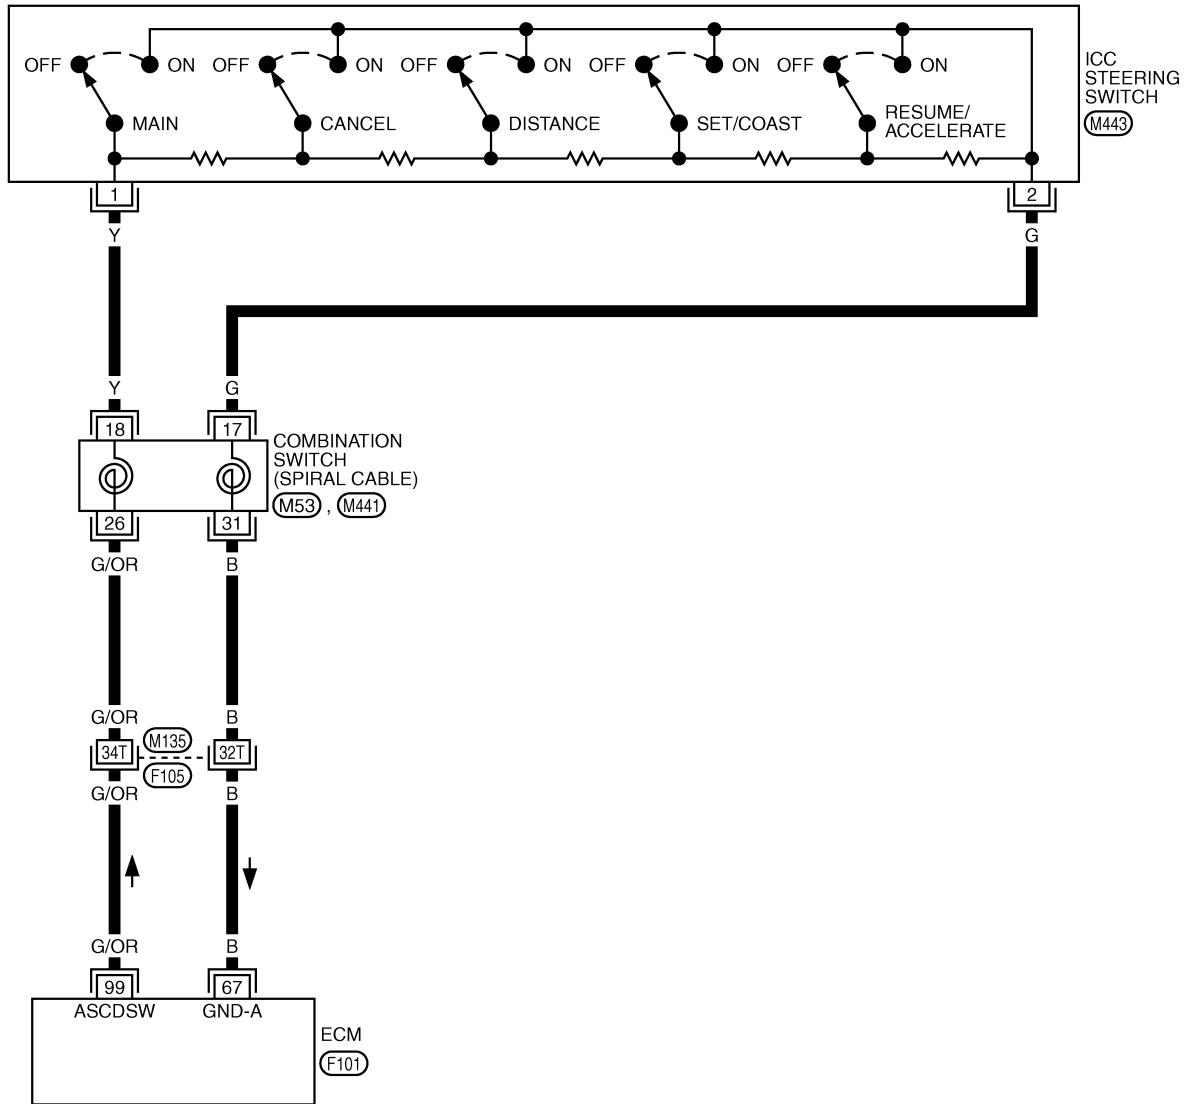 OFF ON OFF ON OFF ON OFF ON OFF ON
ICC
STEERING
SWITCH
M443
MAIN CANCEL DISTANCE SET/COAST RESUME/
ACCELERATE
1 2
Y G
Y G
18 17
COMBINATION
SWITCH
(SPIRAL CABLE)
M53 , M441
26 31
G/OR B
G/OR B
34T M135 32T
F105
G/OR B
G/OR B
99 67
ASCDSW GND-A
ECM
F101